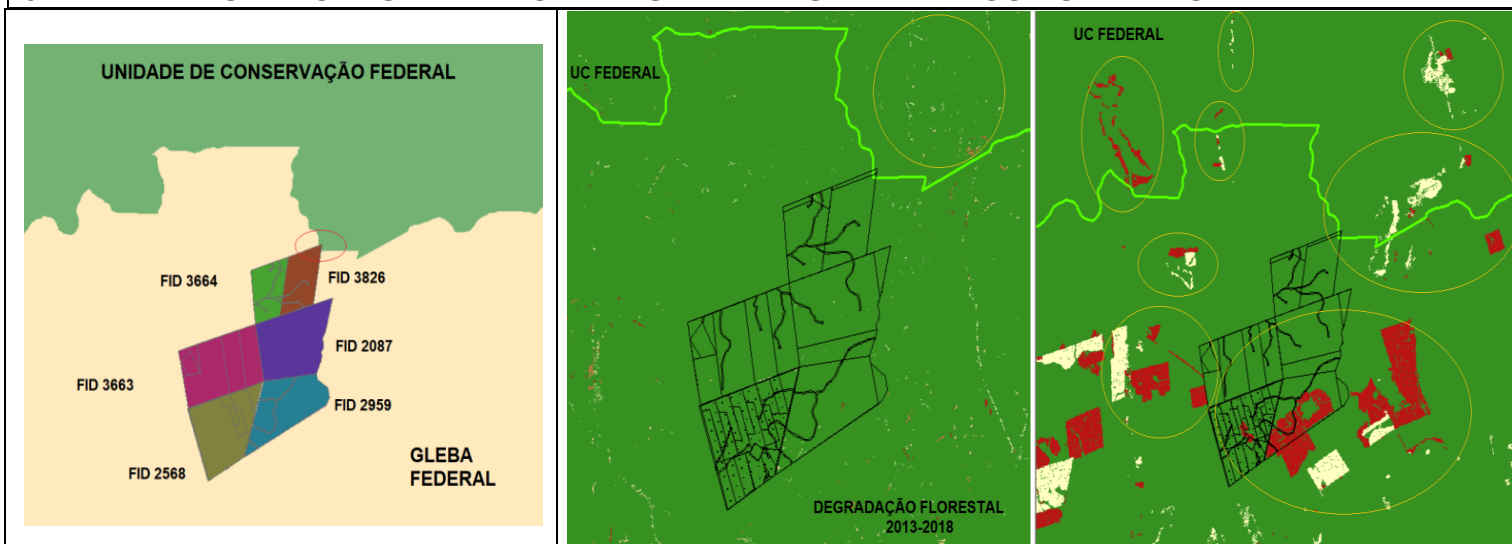 UNIDADE DE CONSERVAÇÃO FEDERAL
FID 3664
FID 3826
FID 2087
FID 3663
FID 2959
FID 2568
GLEBA
FEDERAL
UC FEDERAL
DEGRADAÇÃO FLORESTAL
2013-2018
UC FEDERAL